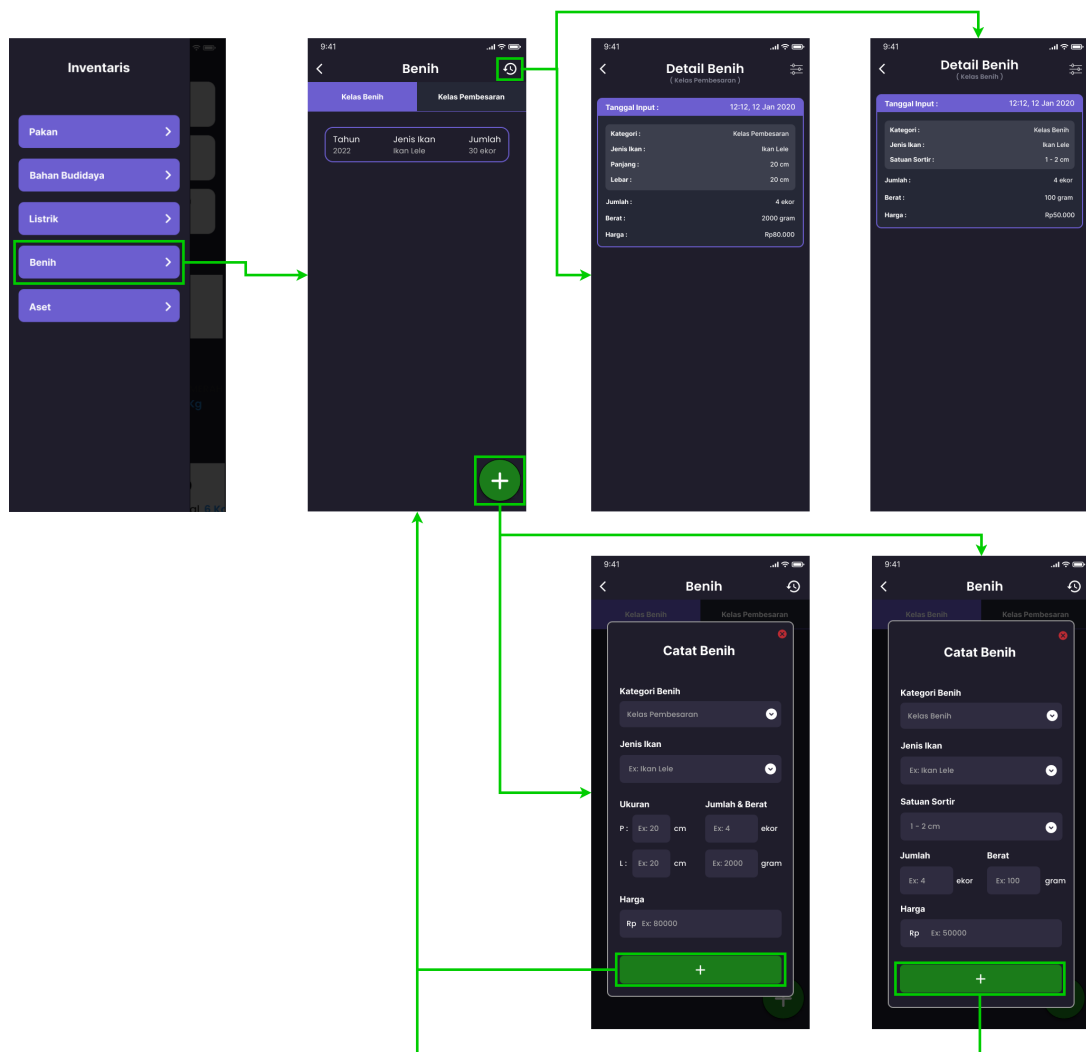 Inventaris
Pakan
Bahan Budidaya
Listrik
Benih
Aset
Kg
9:41
Benih
Kelas Benih Kelas Pembesaran
Tahun Jenis Ikan Jumlah
2022 Ikan Lele 30 ekor
+
9:41
Detail Benih
( Kelas Pembesaran )
Tanggal Input : 12:12, 12 Jan 2020
Kategori : Kelas Pembesaran
Jenis Ikan : Ikan Lele
Panjang : 20 cm
Lebar : 20 cm
Jumlah : 4 ekor
Berat : 2000 gram
Harga : Rp80.000
9:41
Detail Benih
( Kelas Benih )
Tanggal Input : 12:12, 12 Jan 2020
Kategori : Kelas Benih
Jenis Ikan : Ikan Lele
Satuan Sortir : 1 - 2 cm
Jumlah : 4 ekor
Berat : 100 gram
Harga : Rp50.000
9:41
Benih
Kelas Benih Kelas Pembesaran
Catat Benih
Kategori Benih
Kelas Pembesaran
Jenis Ikan
Ex: Ikan Lele
Ukuran Jumlah & Berat
P : Ex: 20 cm Ex: 4 ekor
L : Ex: 20 cm Ex: 2000 gram
Harga
Rp Ex: 80000
+
9:41
Benih
Kelas Benih Kelas Pembesaran
Catat Benih
Kategori Benih
Kelas Benih
Jenis Ikan
Ex: Ikan Lele
Satuan Sortir
1 - 2 cm
Jumlah Berat
Ex: 4 ekor Ex: 100 gram
Harga
Rp Ex: 50000
+